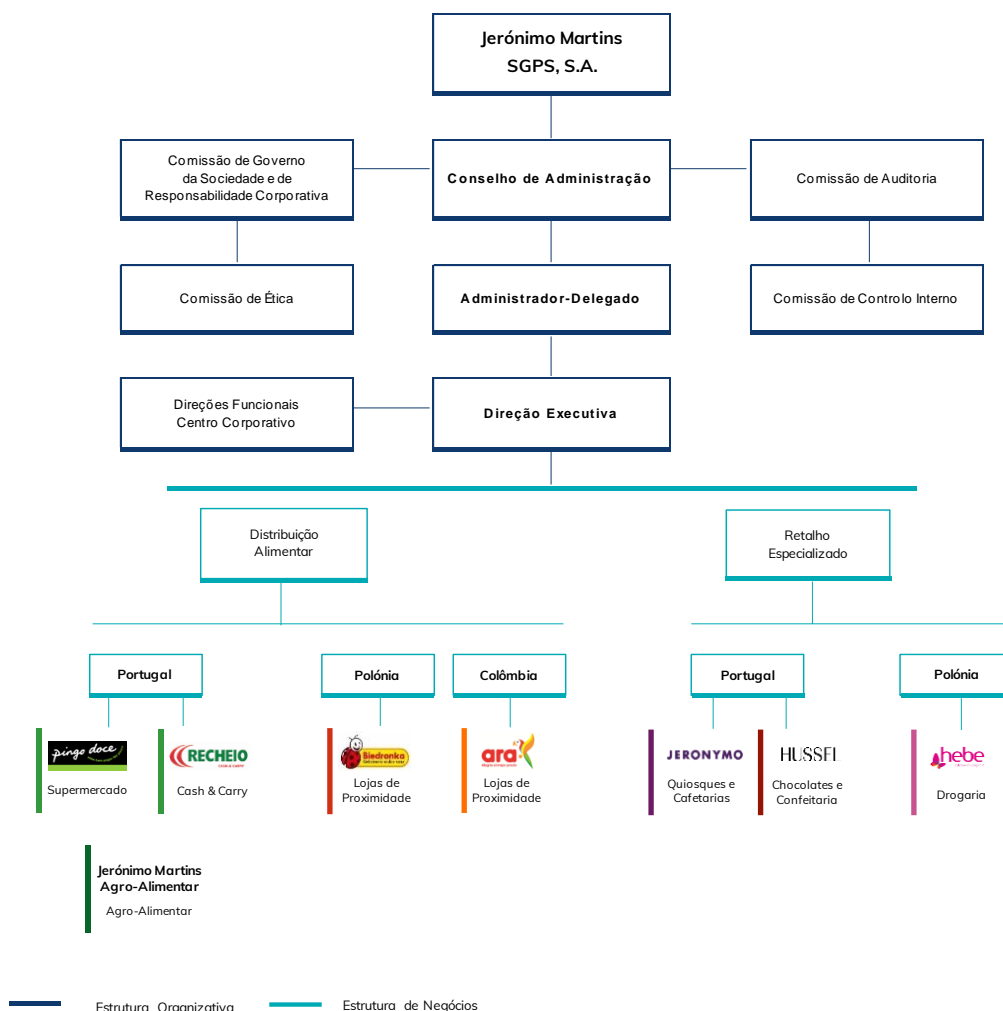 Jerónimo Martins
SGPS, S.A.
Comissão de Governo
da Sociedade e de
Responsabilidade Corporativa
Conselho de Administração
Comissão de Auditoria
Comissão de Ética
Administrador-Delegado
Comissão de Controlo Interno
Direções Funcionais
Centro Corporativo
Direção Executiva
Distribuição
Alimentar
Retalho
Especializado
Portugal
Polónia
Colômbia
Portugal
Polónia
pingo doce
Supermercado
RECHEIO
CASH & CARRY
Cash & Carry
Biedronka
Lojas de
Proximidade
ara
Lojas de
Proximidade
JERONYMO
Quiosques e
Cafetarias
HUSSEL
Chocolates e
Confeitaria
hebe
Drogaria
Jerónimo Martins
Agro-Alimentar
Agro-Alimentar
Estrutura Organizativa
Estrutura de Negócios